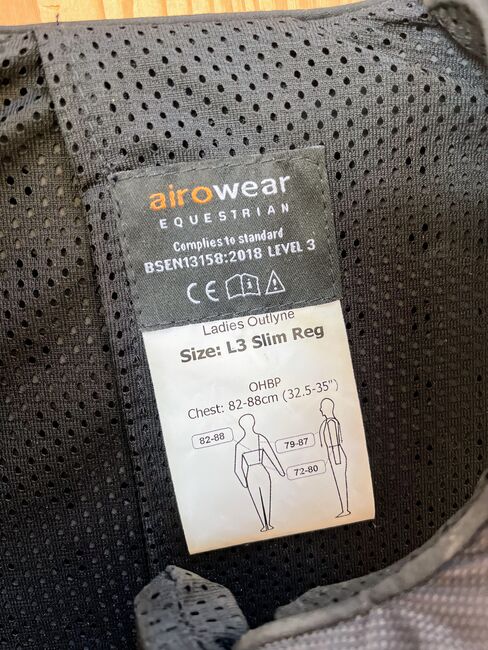 airowear
EQUESTRIAN
Complies to standard
BSEN13158:2018 LEVEL 3
CE
Ladies Outlyne
Size: L3 Slim Reg
OHBP
Chest: 82-88cm (32.5-35")
82-88
79-87
72-80